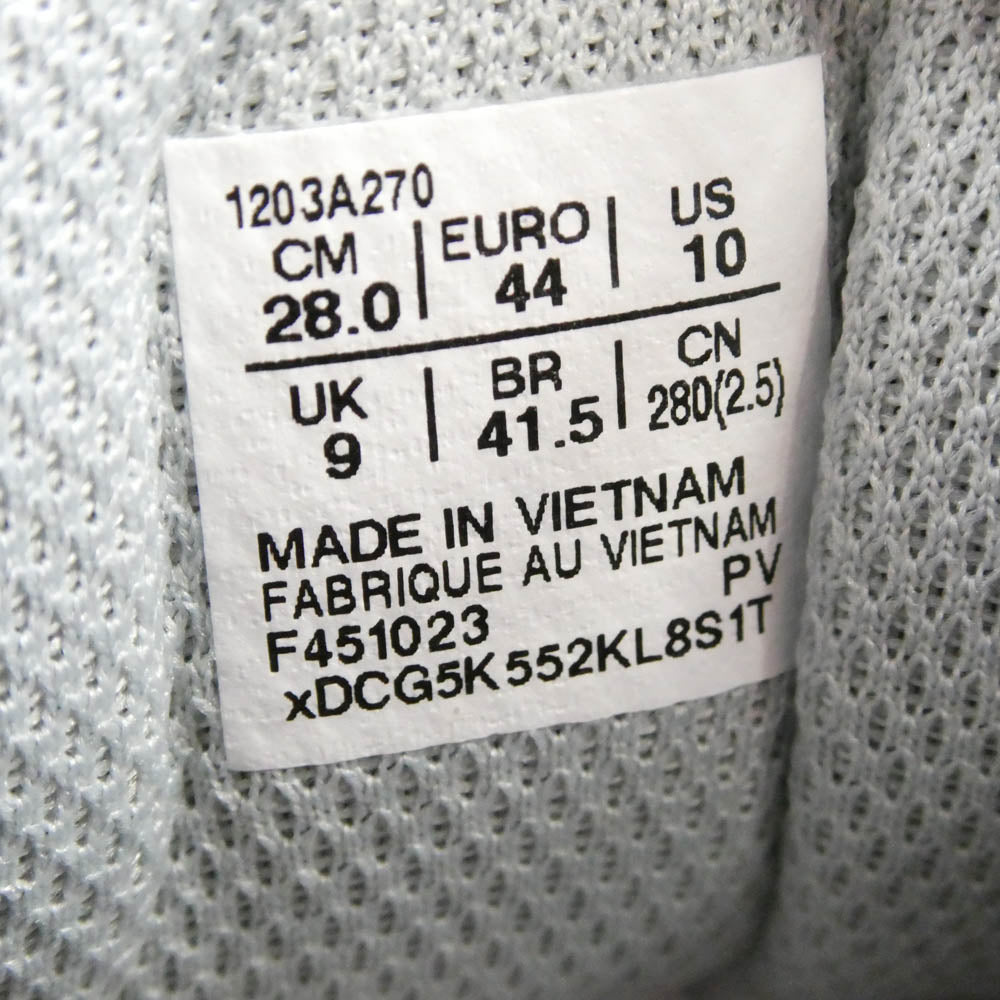 1203A270
CM | EURO | US
28.0 | 44 | 10
UK | BR | CN
9 | 41.5 | 280(2.5)
MADE IN VIETNAM
FABRIQUE AU VIETNAM
PV
F451023
xDCG5K552KL8S1T